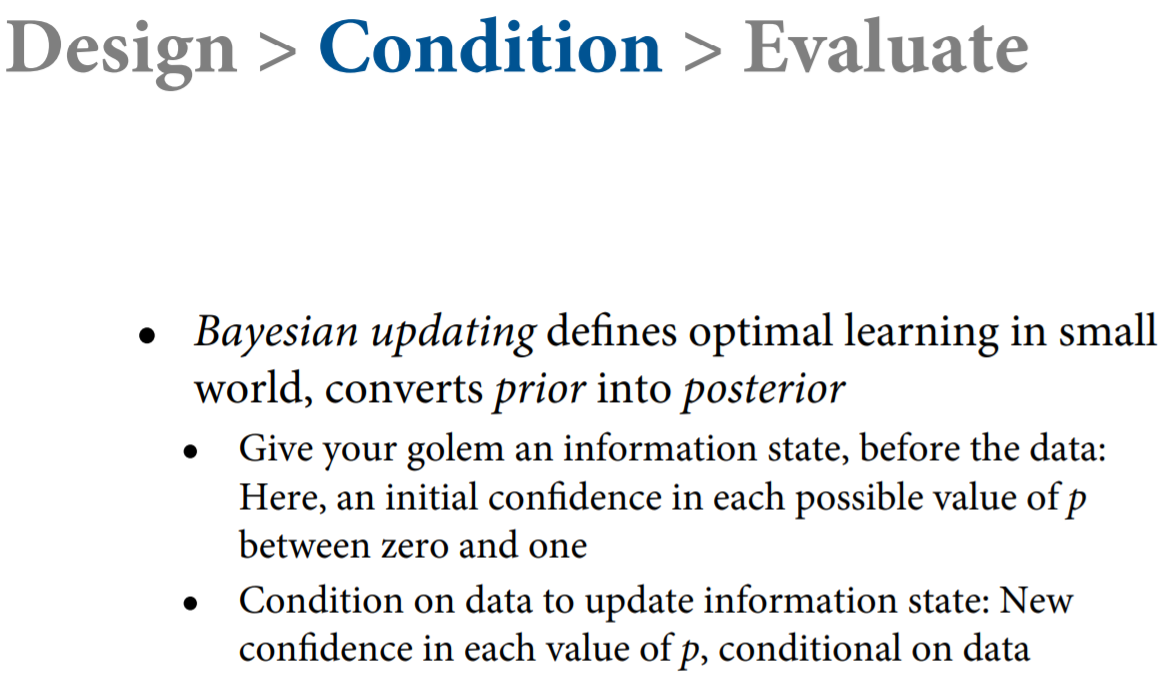 Design > Condition > Evaluate
• Bayesian updating defines optimal learning in small
world, converts prior into posterior
• Give your golem an information state, before the data:
Here, an initial confidence in each possible value of p
between zero and one
• Condition on data to update information state: New
confidence in each value of p, conditional on data